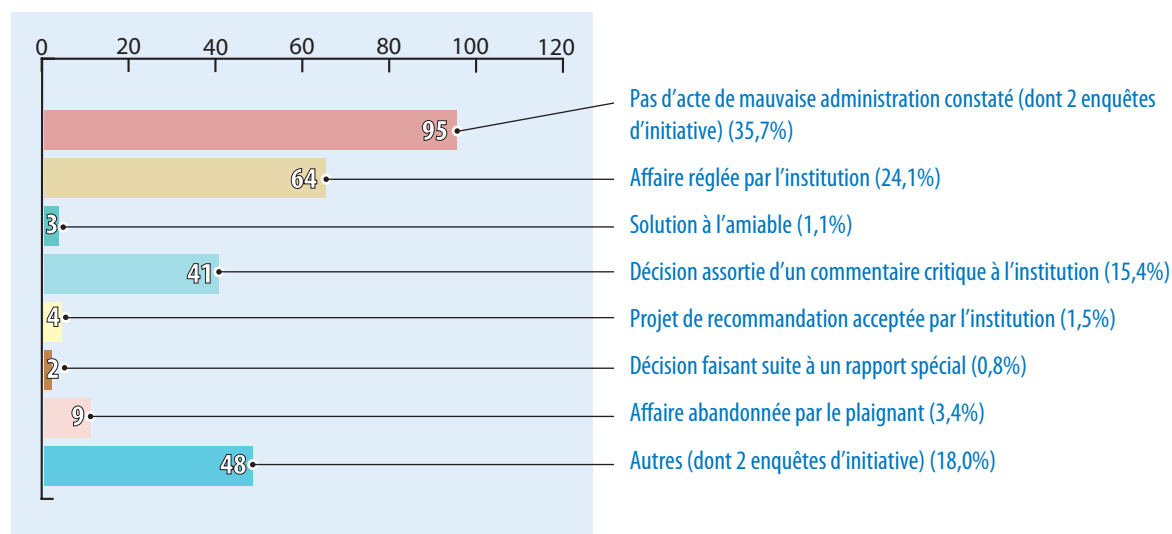 0 20 40 60 80 100 120
95 Pas d’acte de mauvaise administration constaté (dont 2 enquêtes
d’initiative) (35,7%)
64 Affaire réglée par l’institution (24,1%)
3 Solution à l’amiable (1,1%)
41 Décision assortie d’un commentaire critique à l’institution (15,4%)
4 Projet de recommandation acceptée par l’institution (1,5%)
2 Décision faisant suite à un rapport spécial (0,8%)
9 Affaire abandonnée par le plaignant (3,4%)
48 Autres (dont 2 enquêtes d’initiative) (18,0%)